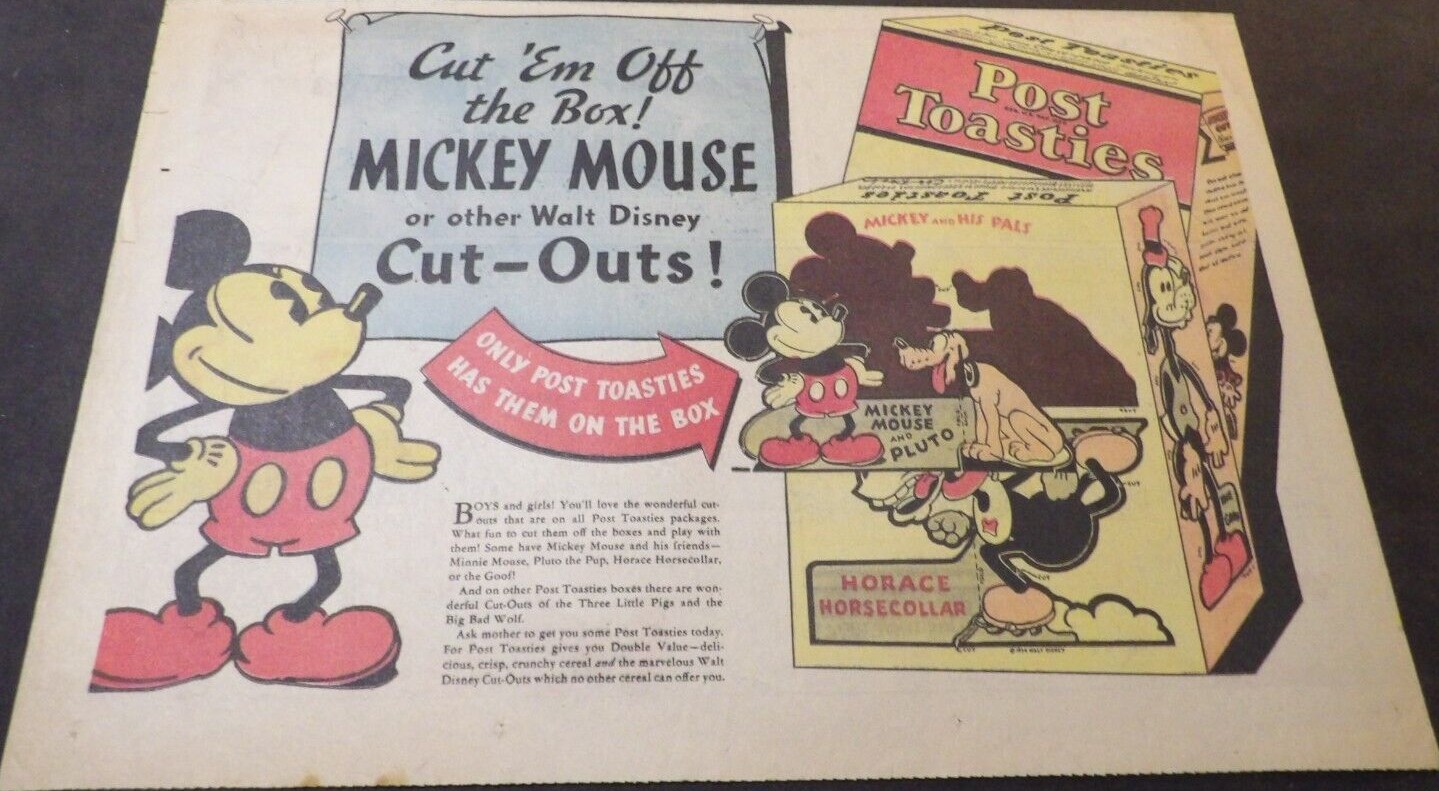 Cut 'Em Off
the Box!
MICKEY MOUSE
or other Walt Disney
Cut-Outs!
ONLY POST TOASTIES
HAS THEM ON THE BOX
BOYS and girls! You'll love the wonderful cut-
outs that are on all Post Toasties packages.
What fun to cut them off the boxes and play with
them! Some have Mickey Mouse and his friends—
Minnie Mouse, Pluto the Pup, Horace Horsecollar,
or the Goof!
And on other Post Toasties boxes there are won-
derful Cut-Outs of the Three Little Pigs and the
Big Bad Wolf.
Ask mother to get you some Post Toasties today.
For Post Toasties gives you Double Value—deli-
cious, crisp, crunchy cereal and the marvelous Walt
Disney Cut-Outs which no other cereal can offer you.
Post Toasties
Post
Toasties
Post Toasties
MICKEY AND HIS PALS
MICKEY
MOUSE
AND
PLUTO
HORACE
HORSECOLLAR
CUT